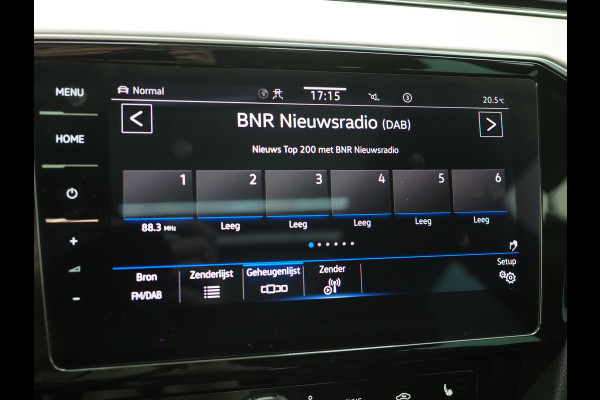 MENU
Normal
17:15
3
20.5°C
HOME
BNR Nieuwsradio (DAB)
Nieuws Top 200 met BNR Nieuwsradio
1 2 3 4 5 6
88.3 MHz Leeg Leeg Leeg Leeg Leeg
+
-
Bron Zenderlijst Geheugenlijst Zender Setup
FM/DAB